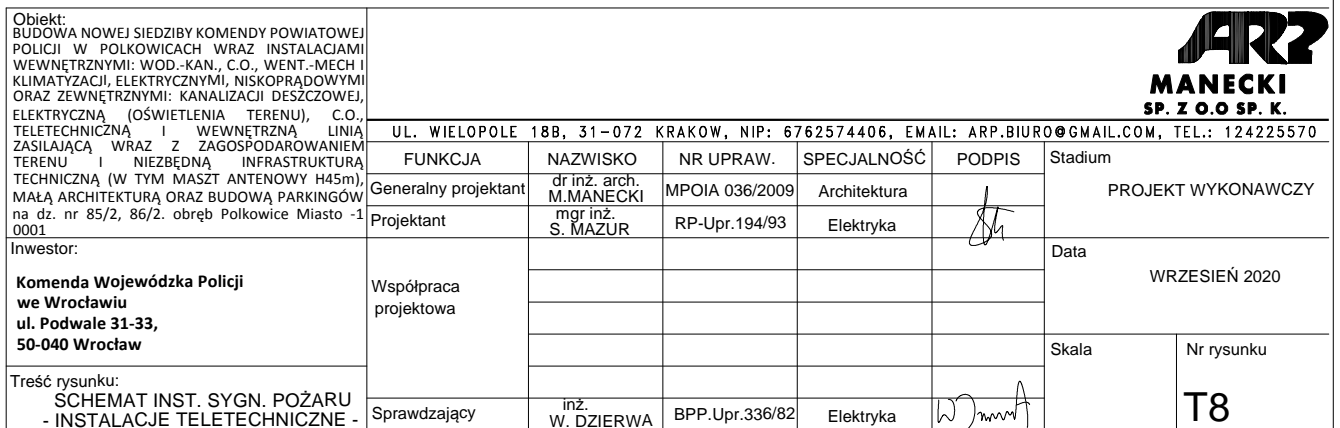 Obiekt:
BUDOWA NOWEJ SIEDZIBY KOMENDY POWIATOWEJ
POLICJI W POLKOWICACH WRAZ INSTALACJAMI
WEWNĘTRZNYMI: WOD.-KAN., C.O., WENT.-MECH I
KLIMATYZACJI, ELEKTRYCZNYMI, NISKOPRĄDOWYMI
ORAZ ZEWNĘTRZNYMI: KANALIZACJI DESZCZOWEJ,
ELEKTRYCZNĄ (OŚWIETLENIA TERENU), C.O.,
TELETECHNICZNĄ I WEWNĘTRZNĄ LINIĄ
ZASILAJĄCĄ WRAZ Z ZAGOSPODAROWANIEM
TERENU I NIEZBĘDNĄ INFRASTRUKTURĄ
TECHNICZNĄ (W TYM MASZT ANTENOWY H45m),
MAŁĄ ARCHITEKTURĄ ORAZ BUDOWĄ PARKINGÓW
na dz. nr 85/2, 86/2. obręb Polkowice Miasto -1
0001
ARP
MANECKI
SP. Z O.O SP. K.
UL. WIELOPOLE 18B, 31-072 KRAKOW, NIP: 6762574406, EMAIL: ARP.BIURO@GMAIL.COM, TEL.: 124225570
FUNKCJA NAZWISKO NR UPRAW. SPECJALNOŚĆ PODPIS
Generalny projektant dr inż. arch. M.MANECKI MPOIA 036/2009 Architektura
Projektant mgr inż. S. MAZUR RP-Upr.194/93 Elektryka
Stadium
PROJEKT WYKONAWCZY
Inwestor:
Komenda Wojewódzka Policji
we Wrocławiu
ul. Podwale 31-33,
50-040 Wrocław
Współpraca
projektowa
Data
WRZESIEŃ 2020
Skala
Nr rysunku
T8
Treść rysunku:
SCHEMAT INST. SYGN. POŻARU
- INSTALACJE TELETECHNICZNE -
Sprawdzający inż. W. DZIERWA BPP.Upr.336/82 Elektryka